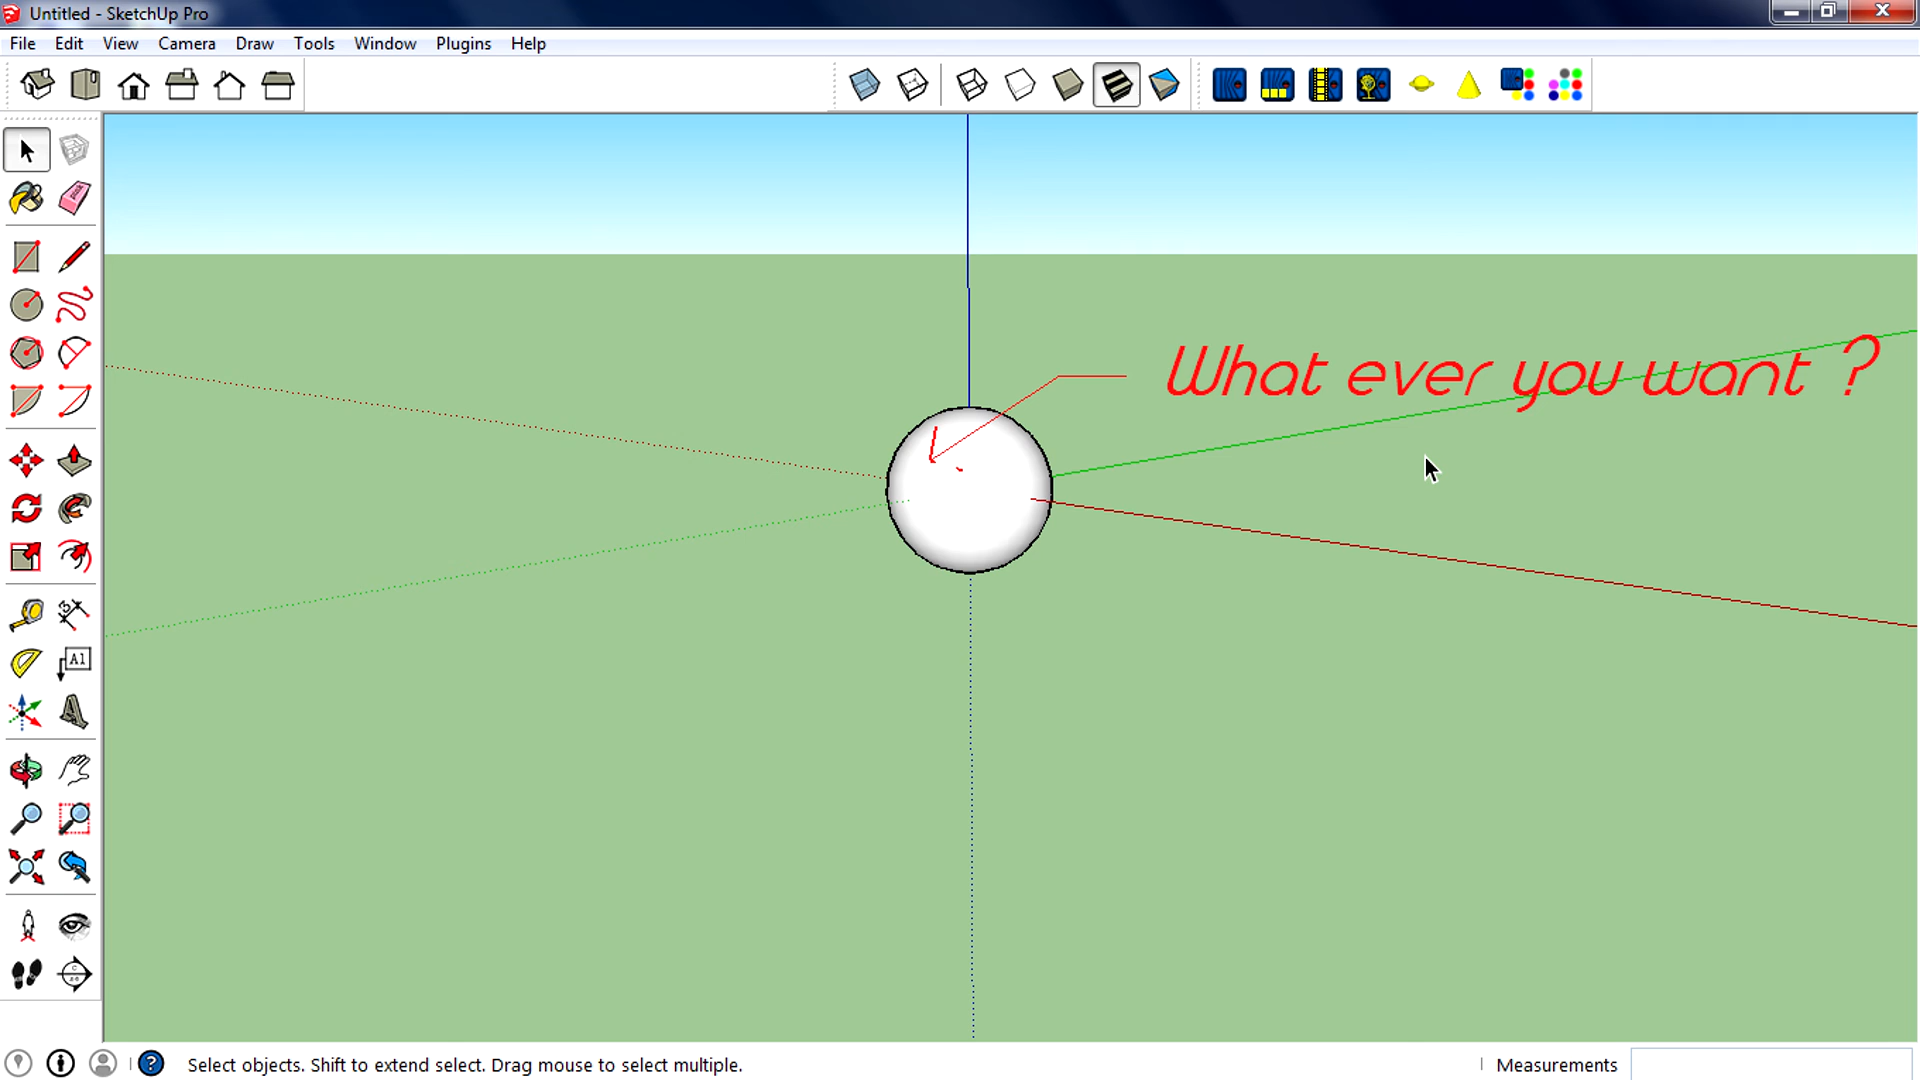 Untitled - SketchUp Pro
File Edit View Camera Draw Tools Window Plugins Help
What ever you want ?
A1
Select objects. Shift to extend select. Drag mouse to select multiple.
Measurements